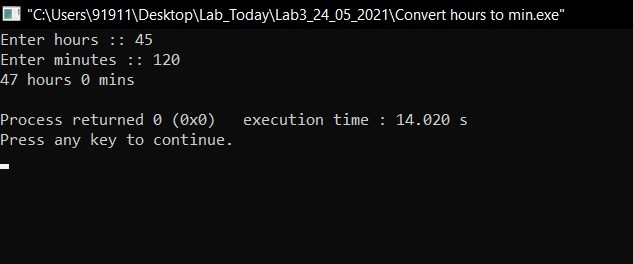 "C:\Users\91911\Desktop\Lab_Today\Lab3_24_05_2021\Convert hours to min.exe"
Enter hours :: 45
Enter minutes :: 120
47 hours 0 mins
Process returned 0 (0x0)   execution time : 14.020 s
Press any key to continue.